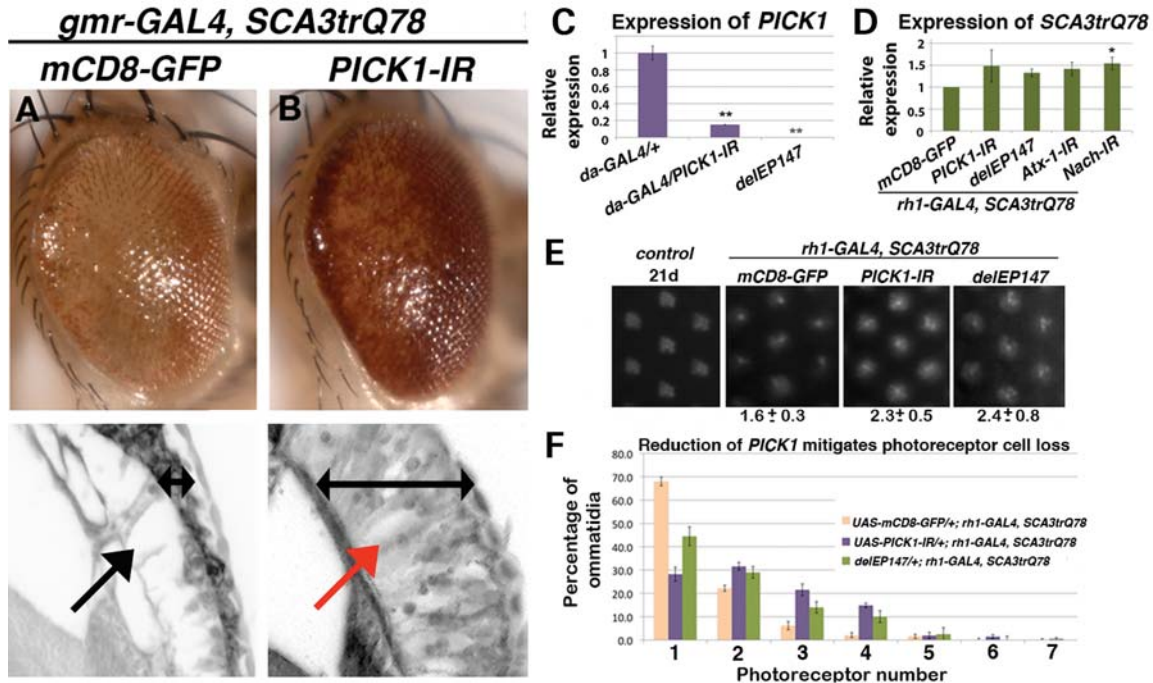 gmr-GAL4, SCA3trQ78
mCD8-GFP
PICK1-IR
A
B
C
Expression of PICK1
Relative
expression
1
0.8
0.6
0.4
0.2
0
**
**
da-GAL4/+
da-GAL4/PICK1-IR
delEP147
D
Expression of SCA3trQ78
Relative
expression
2
1.5
1
0.5
0
*
mCD8-GFP
PICK1-IR
delEP147
Atx-1-IR
Nach-IR
rh1-GAL4, SCA3trQ78
E
control
21d
rh1-GAL4, SCA3trQ78
mCD8-GFP
PICK1-IR
delEP147
1.6 ± 0.3
2.3 ± 0.5
2.4 ± 0.8
F
Reduction of PICK1 mitigates photoreceptor cell loss
Percentage of
ommatidia
80.0
70.0
60.0
50.0
40.0
30.0
20.0
10.0
0.0
UAS-mCD8-GFP/+; rh1-GAL4, SCA3trQ78
UAS-PICK1-IR/+; rh1-GAL4, SCA3trQ78
delEP147/+; rh1-GAL4, SCA3trQ78
1 2 3 4 5 6 7
Photoreceptor number